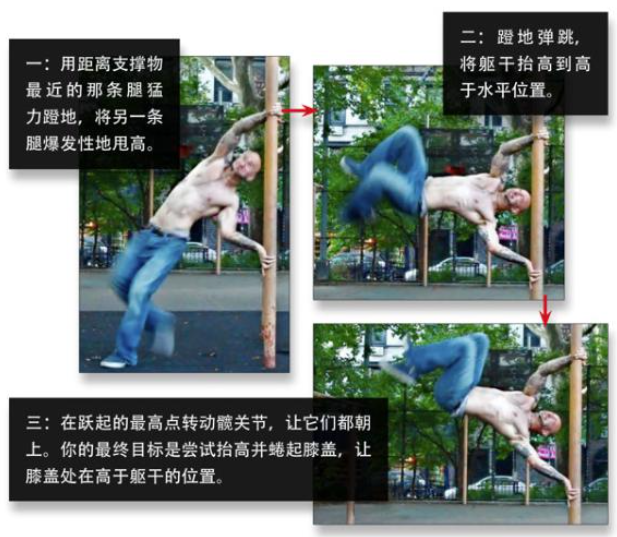 一：用距离支撑物
最近的那条腿猛
力蹬地，将另一条
腿爆发性地甩高。
二：蹬地弹跳，
将躯干抬高到高
于水平位置。
三：在跃起的最高点转动髋关节，让它们都朝
上。你的最终目标是尝试抬高并蜷起膝盖，让
膝盖处在高于躯干的位置。